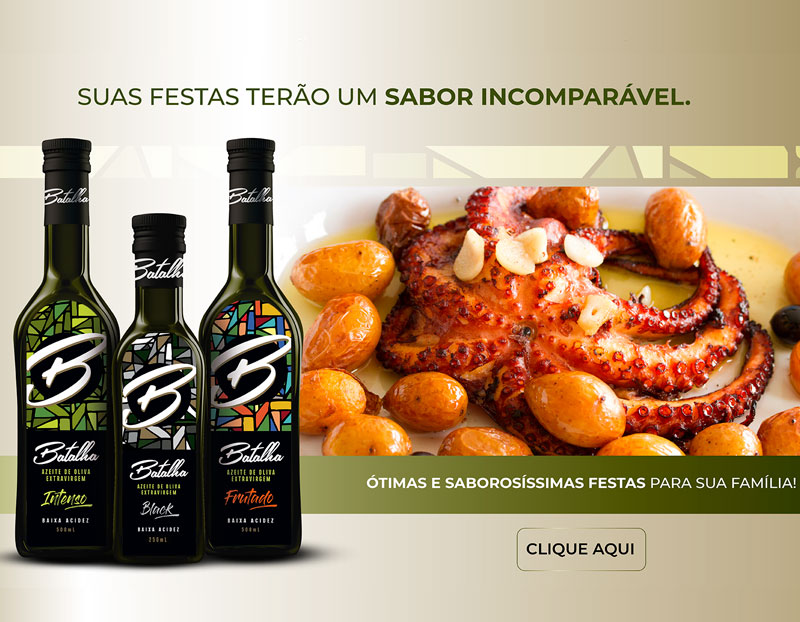 SUAS FESTAS TERÃO UM SABOR INCOMPARÁVEL.
Batalha
Batalha
Batalha
B
Batalha
AZEITE DE OLIVA
EXTRAVIRGEM
Intenso
BAIXA ACIDEZ
500mL
B
Batalha
AZEITE DE OLIVA
EXTRAVIRGEM
Black
BAIXA ACIDEZ
250mL
B
Batalha
AZEITE DE OLIVA
EXTRAVIRGEM
Frutado
BAIXA ACIDEZ
500mL
ÓTIMAS E SABOROSÍSSIMAS FESTAS PARA SUA FAMÍLIA!
CLIQUE AQUI